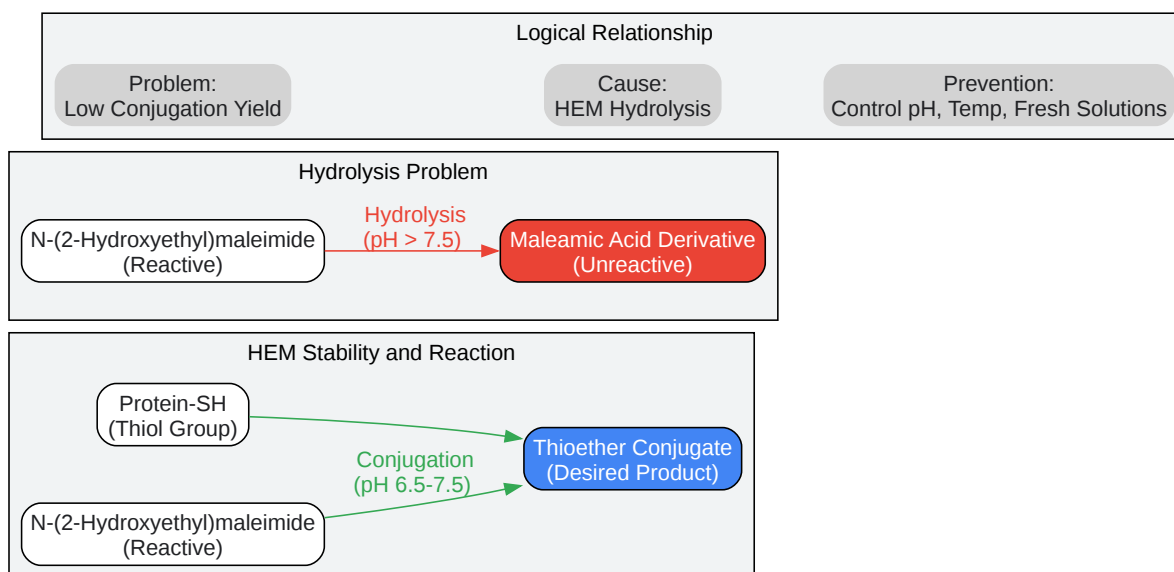 Logical Relationship
Problem:
Low Conjugation Yield
Cause:
HEM Hydrolysis
Prevention:
Control pH, Temp, Fresh Solutions
Hydrolysis Problem
N-(2-Hydroxyethyl)maleimide
(Reactive)
Hydrolysis
(pH > 7.5)
Maleamic Acid Derivative
(Unreactive)
HEM Stability and Reaction
Protein-SH
(Thiol Group)
N-(2-Hydroxyethyl)maleimide
(Reactive)
Conjugation
(pH 6.5-7.5)
Thioether Conjugate
(Desired Product)